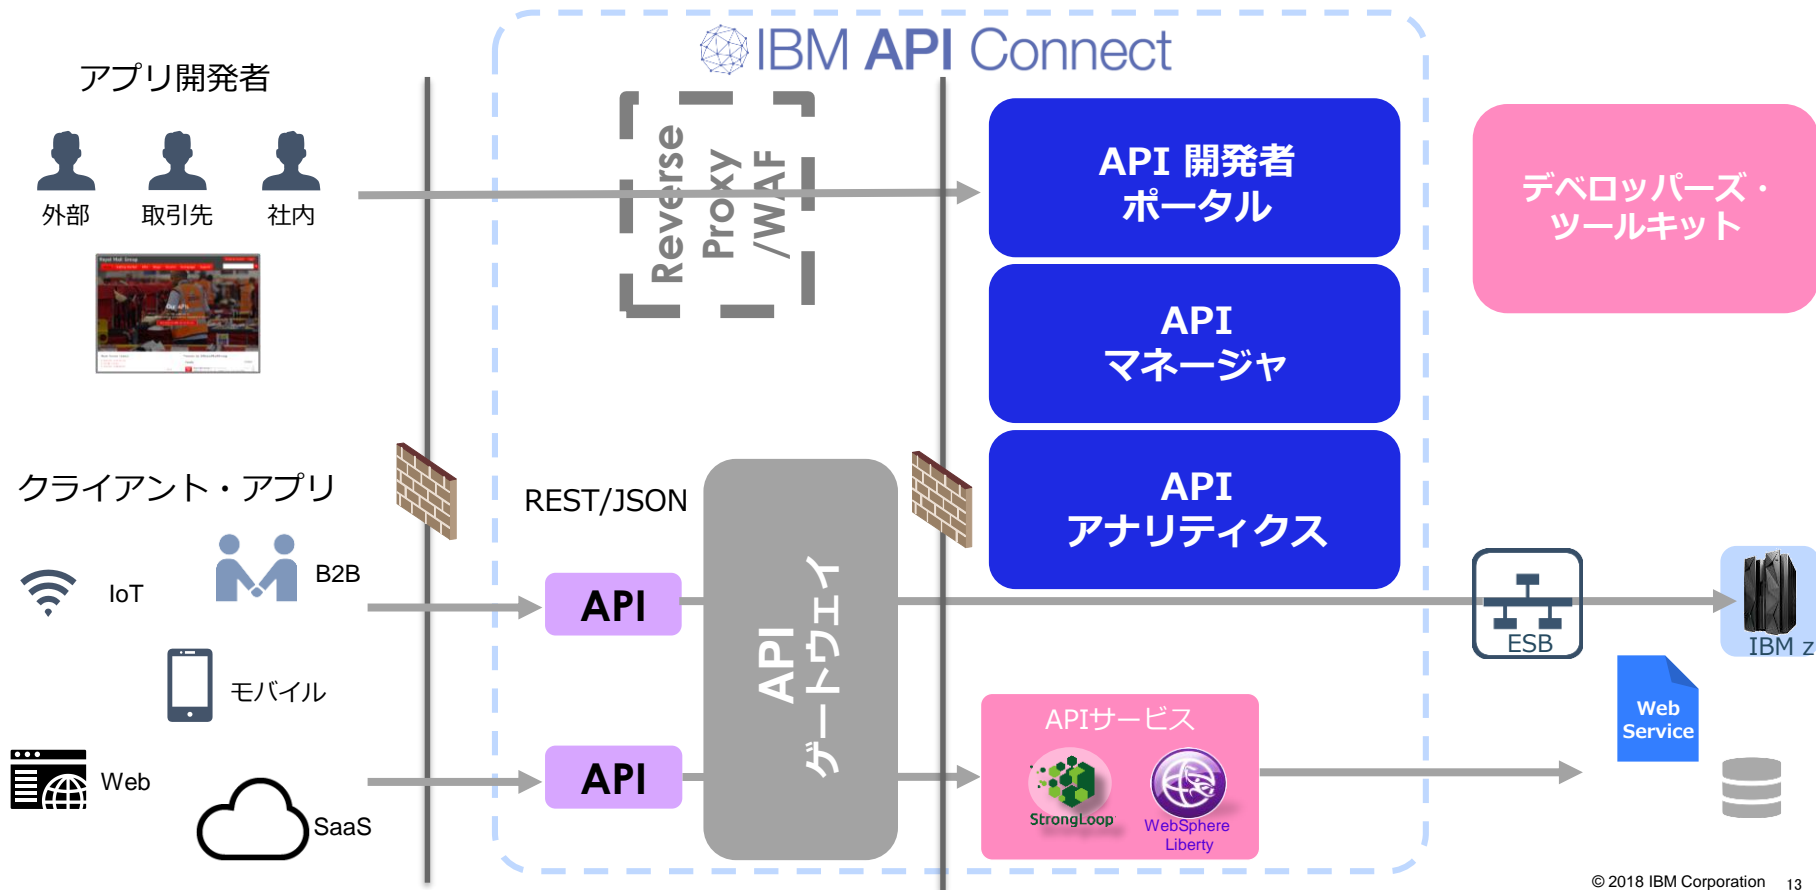 IBM API Connect
アプリ開発者
外部
取引先
社内
Reverse
Proxy
/WAF
API 開発者
ポータル
デベロッパーズ・
ツールキット
API
マネージャ
クライアント・アプリ
REST/JSON
API
アナリティクス
IoT
B2B
API
API
ゲートウェイ
ESB
IBM z
モバイル
APIサービス
Web
Service
Web
API
StrongLoop
WebSphere
Liberty
SaaS
© 2018 IBM Corporation 13